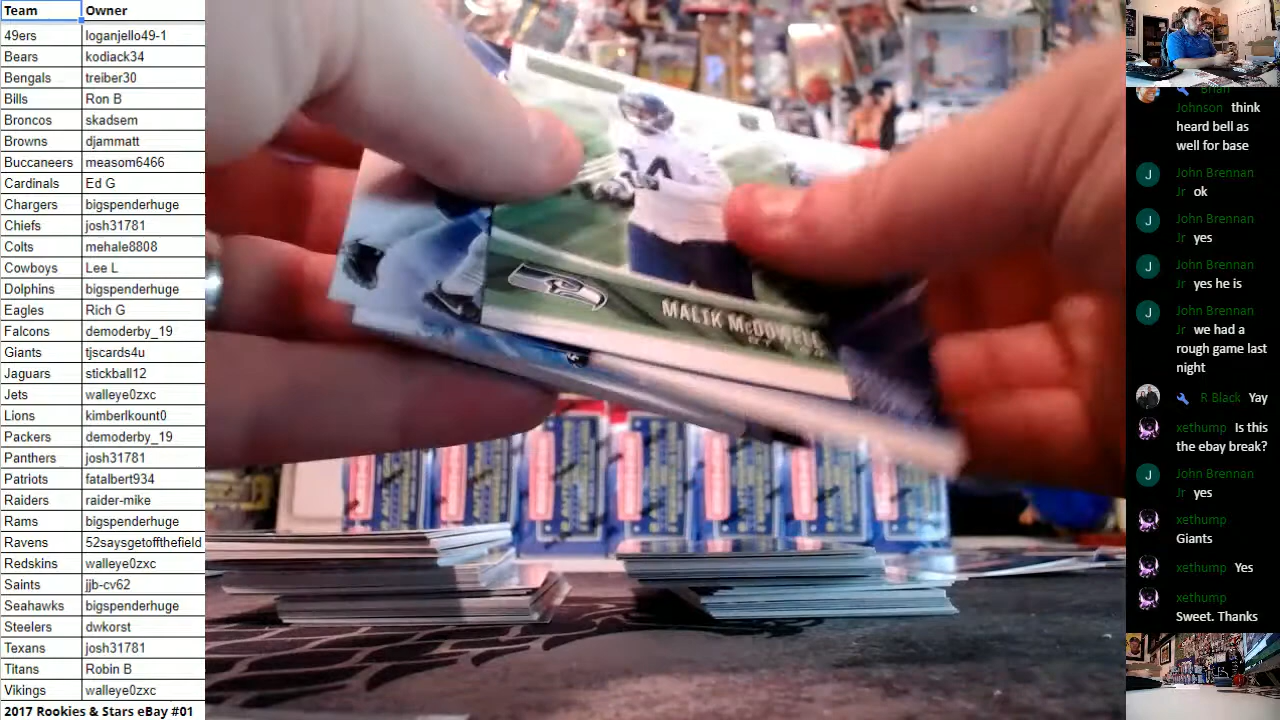 Team Owner
49ers loganjello49-1
Bears kodiack34
Bengals treiber30
Bills Ron B
Broncos skadsem
Browns djammatt
Buccaneers measom6466
Cardinals Ed G
Chargers bigspenderhuge
Chiefs josh31781
Colts mehale8808
Cowboys Lee L
Dolphins bigspenderhuge
Eagles Rich G
Falcons demoderby_19
Giants tjscards4u
Jaguars stickball12
Jets walleye0zxc
Lions kimberlkount0
Packers demoderby_19
Panthers josh31781
Patriots fatalbert934
Raiders raider-mike
Rams bigspenderhuge
Ravens 52saysgetoffthefield
Redskins walleye0zxc
Saints jjb-cv62
Seahawks bigspenderhuge
Steelers dwkorst
Texans josh31781
Titans Robin B
Vikings walleye0zxc
2017 Rookies & Stars eBay #01
MALIK McDOWELL
Brian
Johnson think
heard bell as
well for base
J John Brennan
Jr ok
J John Brennan
Jr yes
J John Brennan
Jr yes he is
J John Brennan
Jr we had a
rough game last
night
R Black Yay
xethump Is this
the ebay break?
J John Brennan
Jr yes
xethump
Giants
xethump Yes
xethump
Sweet. Thanks